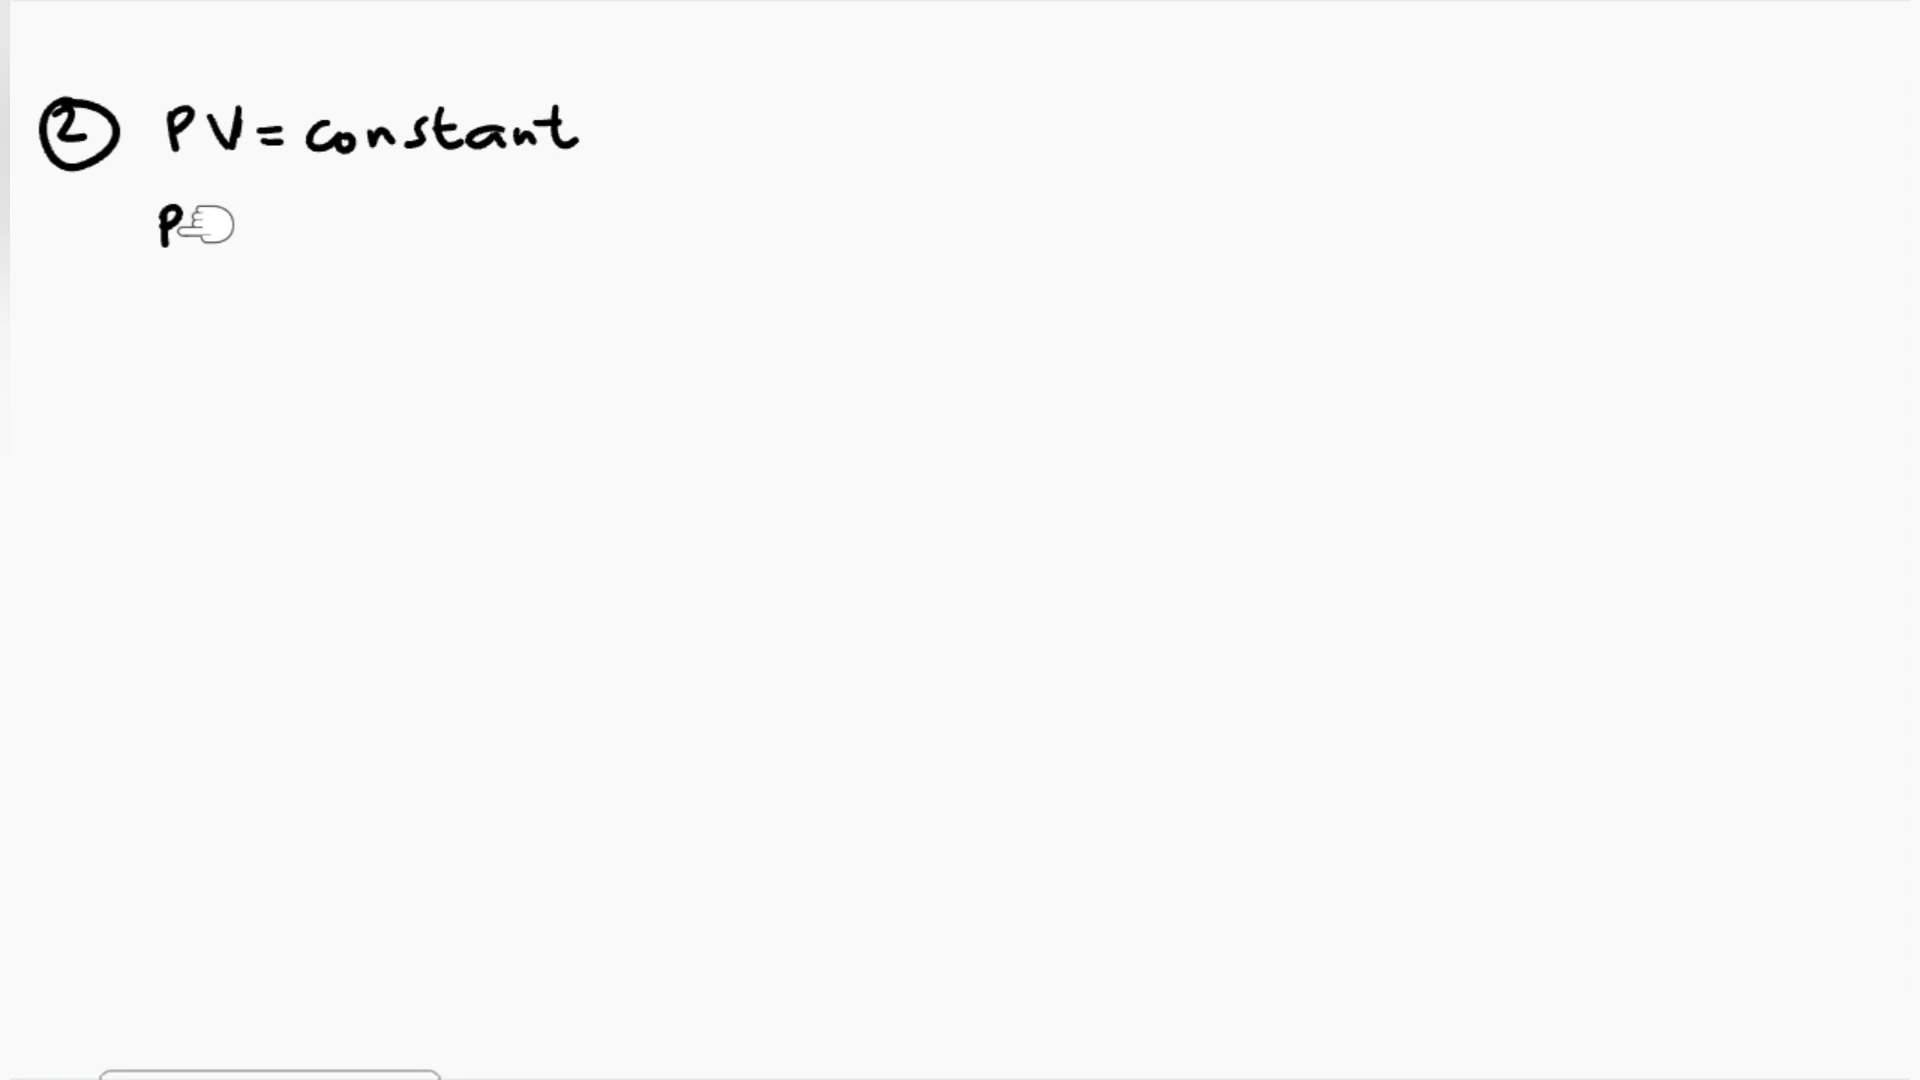 ② PV = constant
P